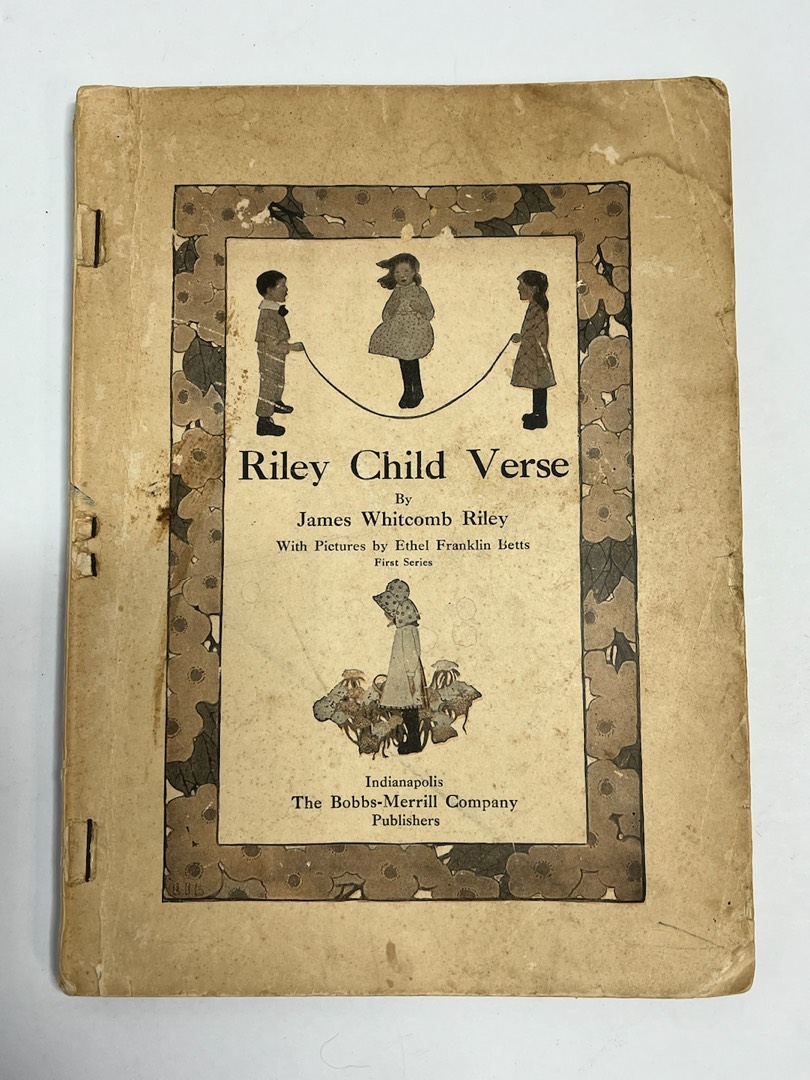 Riley Child Verse
By
James Whitcomb Riley
With Pictures by Ethel Franklin Betts
First Series
Indianapolis
The Bobbs-Merrill Company
Publishers